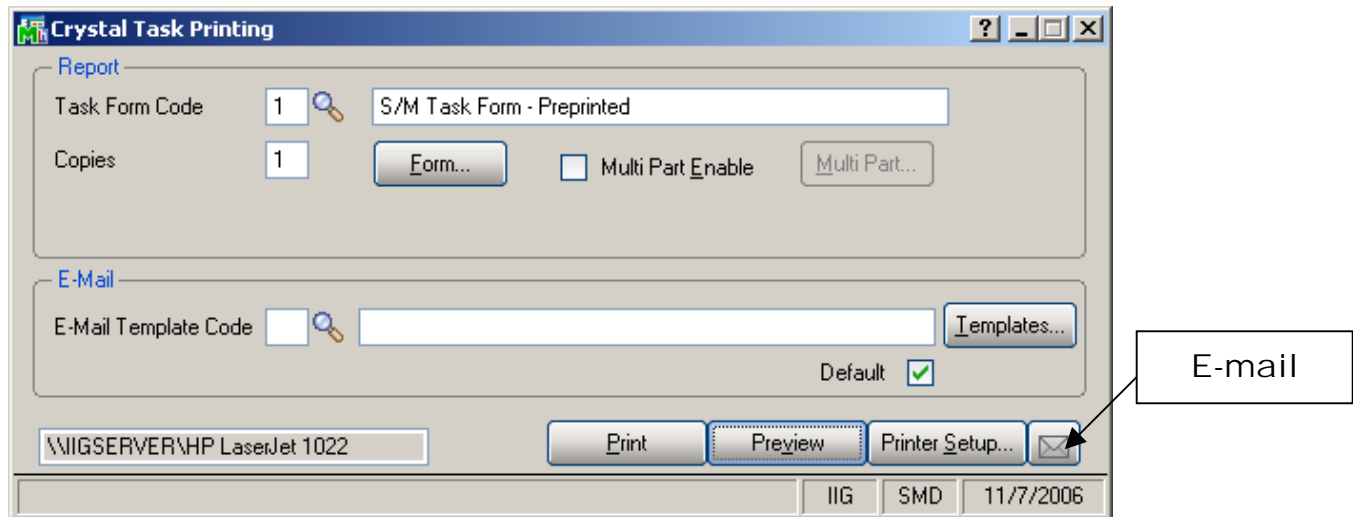 Crystal Task Printing
Report
Task Form Code 1 S/M Task Form - Preprinted
Copies 1 Form... Multi Part Enable Multi Part...
E-Mail
E-Mail Template Code Templates...
Default
E-mail
\\IIGSERVER\HP LaserJet 1022 Print Preview Printer Setup...
IIG SMD 11/7/2006